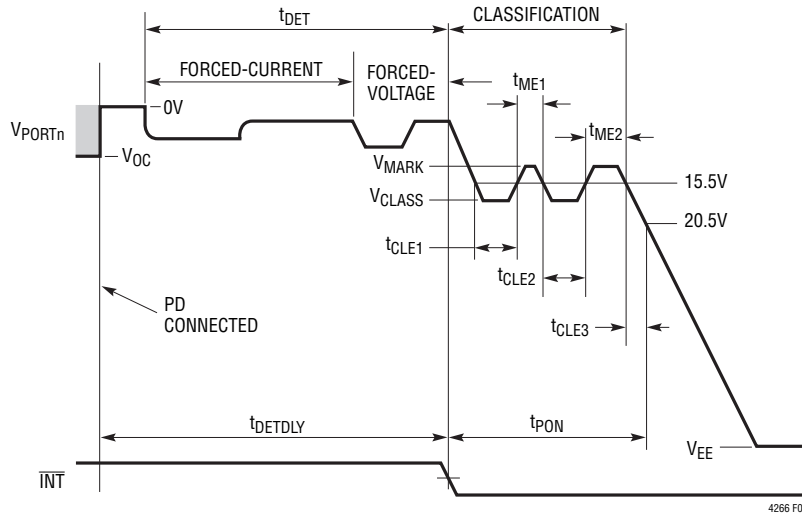 tDET
CLASSIFICATION
FORCED-CURRENT
FORCED-
VOLTAGE
tME1
0V
tME2
VPORTn
VOC
VMARK
15.5V
VCLASS
20.5V
tCLE1
tCLE2
PD
CONNECTED
tCLE3
tDETDLY
tPON
VEE
INT
4266 F0